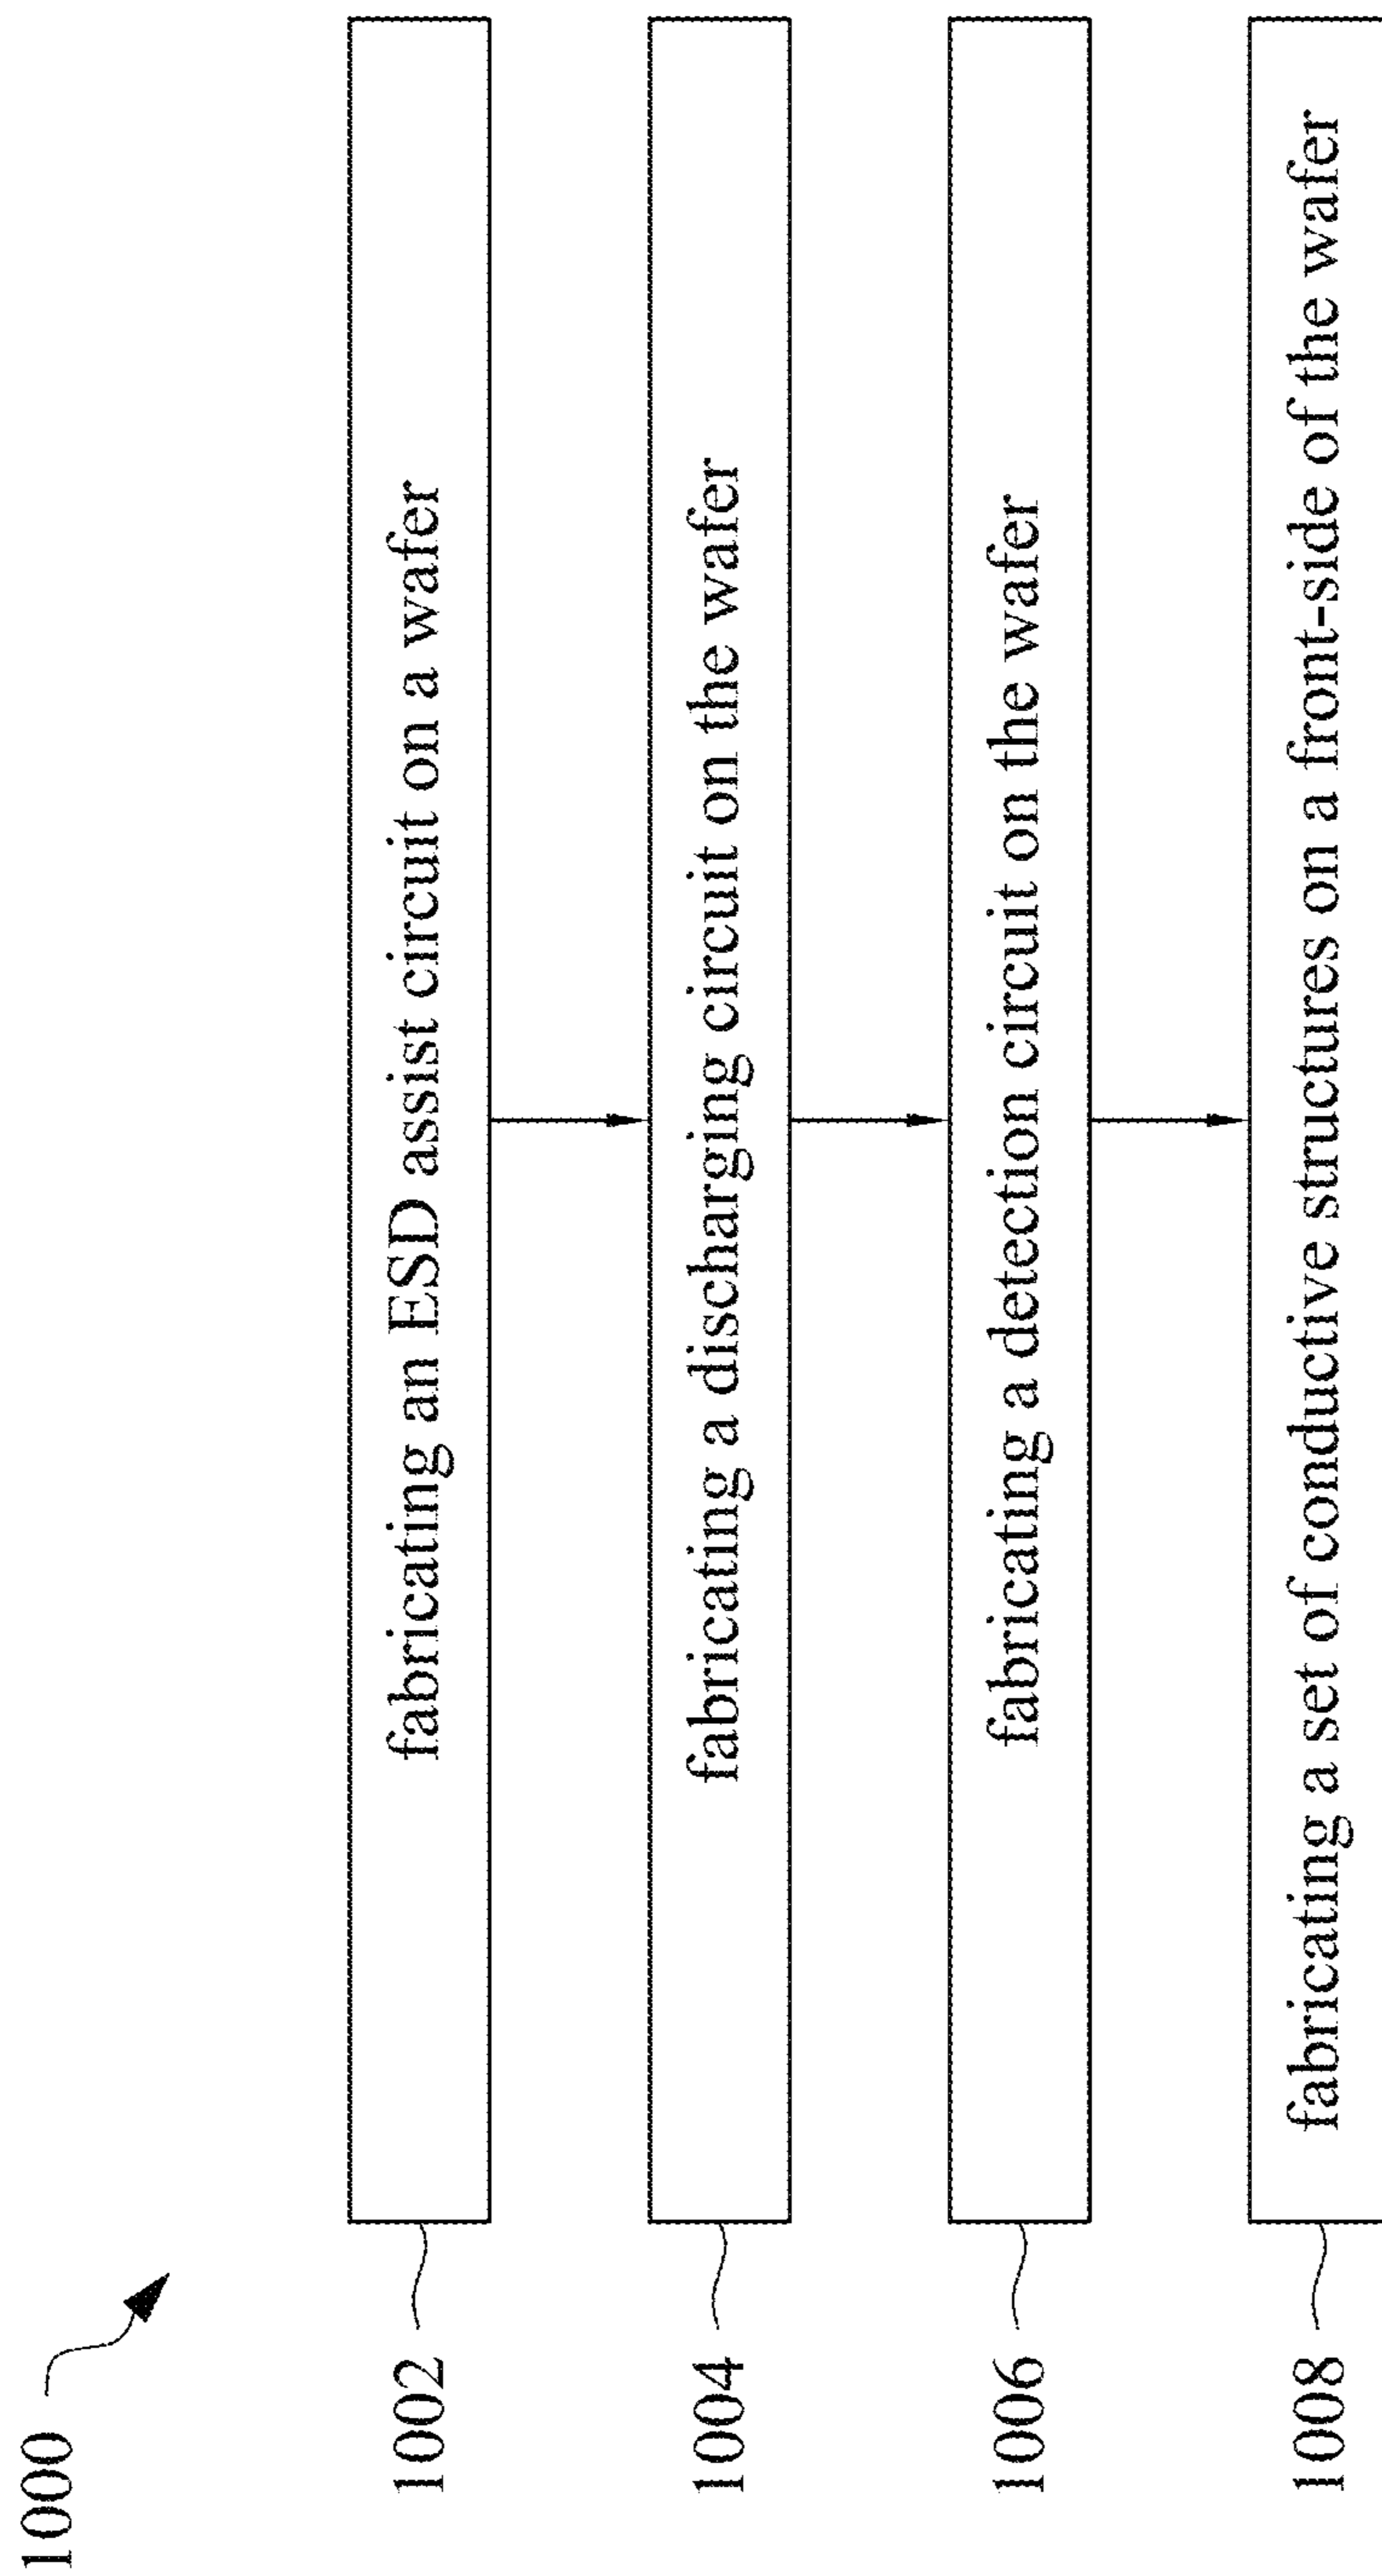 1000
1002
fabricating an ESD assist circuit on a wafer
1004
fabricating a discharging circuit on the wafer
1006
fabricating a detection circuit on the wafer
1008
fabricating a set of conductive structures on a front-side of the wafer